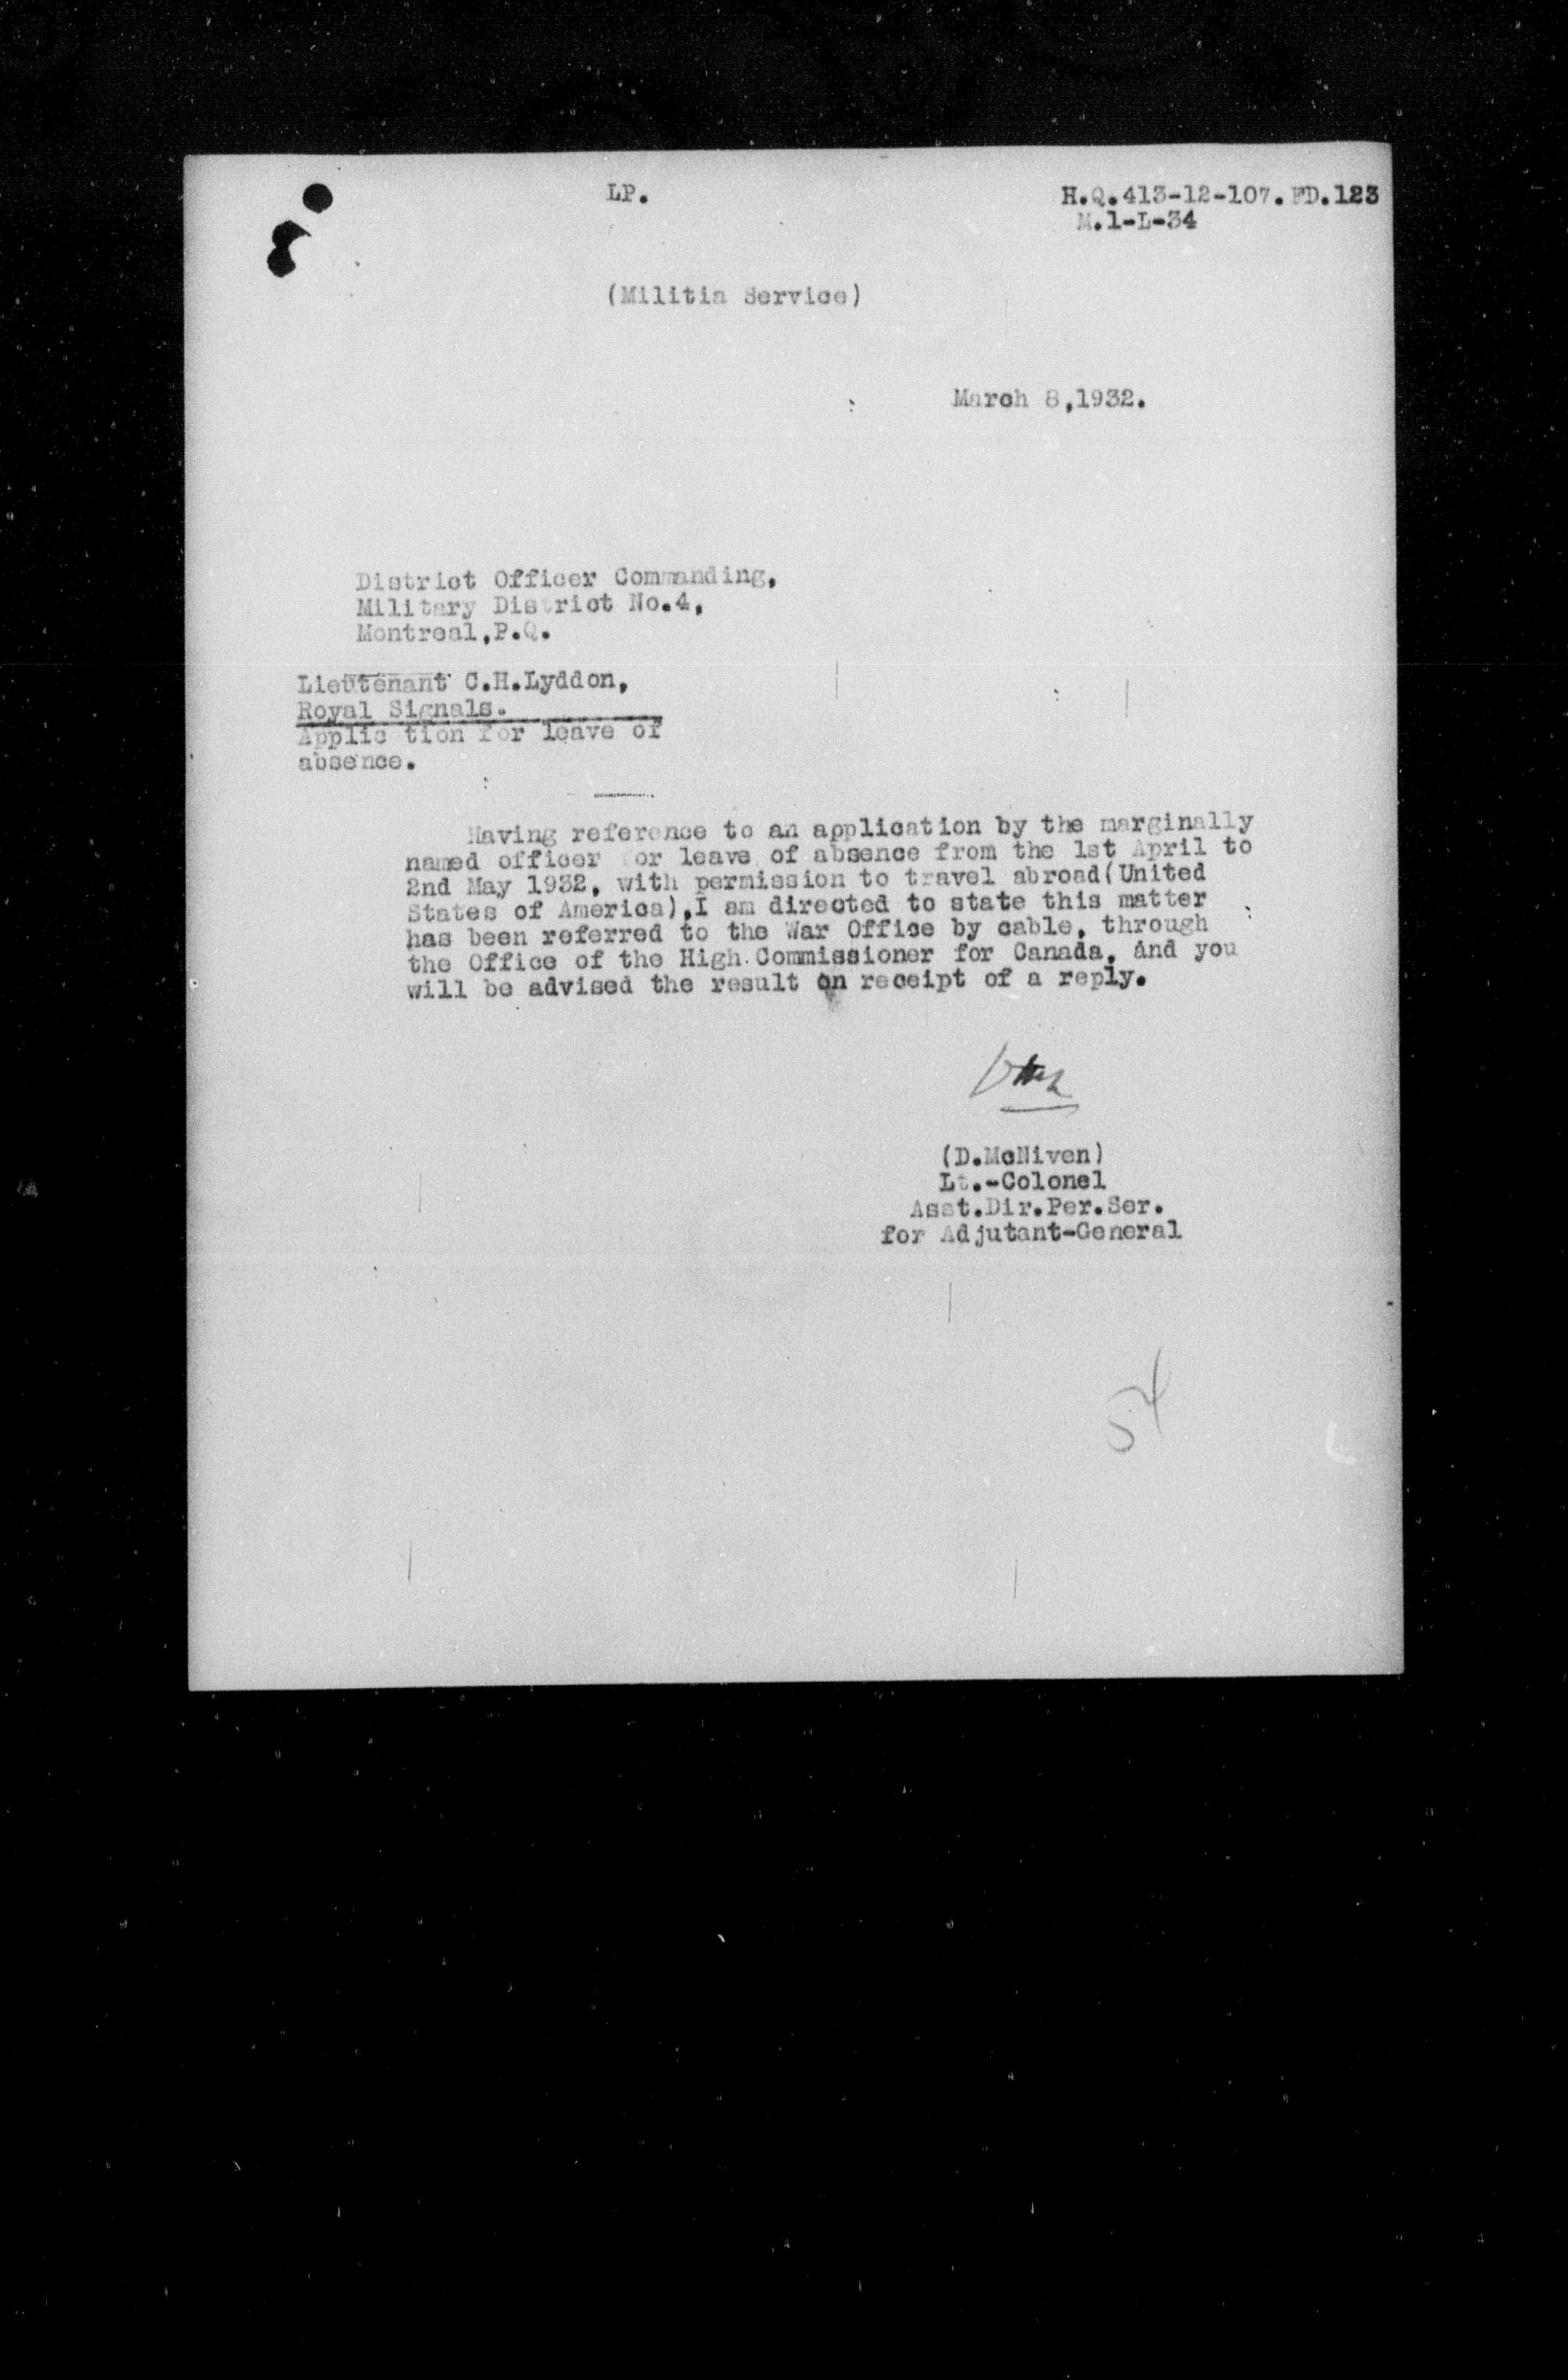 LP.
H.Q.413-12-107. FD.123
M.1-L-34
(Militia Service)
March 8,1932.
District Officer Commanding,
Military District No.4,
Montreal,P.Q.
Lieutenant C.H.Lyddon,
Royal Signals.
Applic tion for leave of
absence.
Having reference to an application by the marginally
named officer for leave of absence from the 1st April to
2nd May 1932, with permission to travel abroad(United
States of America),I am directed to state this matter
has been referred to the War Office by cable, through
the Office of the High Commissioner for Canada, and you
will be advised the result on receipt of a reply.
(D.McNiven)
Lt.-Colonel
Asst.Dir.Per.Ser.
for Adjutant-General
54